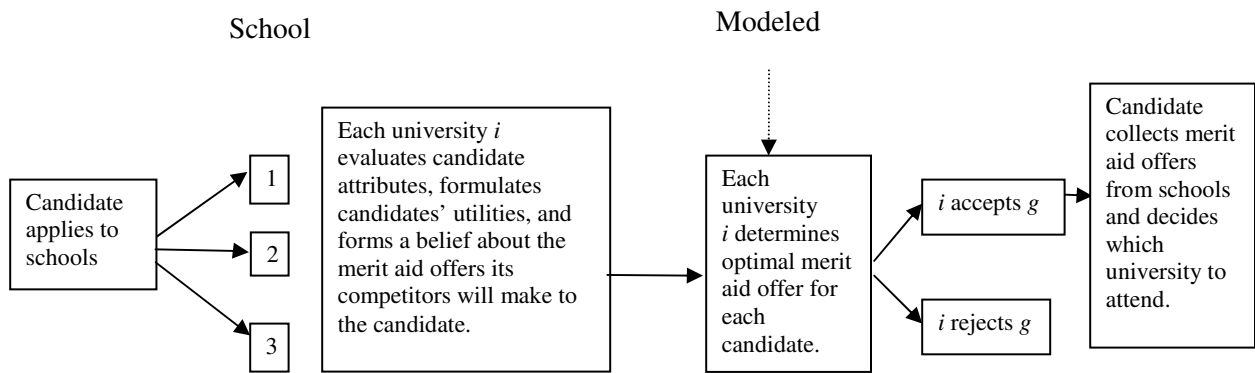 School
Modeled
Candidate
applies to
schools
1
2
3
Each university i
evaluates candidate
attributes, formulates
candidates’ utilities, and
forms a belief about the
merit aid offers its
competitors will make to
the candidate.
Each
university
i determines
optimal merit
aid offer for
each
candidate.
i accepts g
i rejects g
Candidate
collects merit
aid offers
from schools
and decides
which
university to
attend.